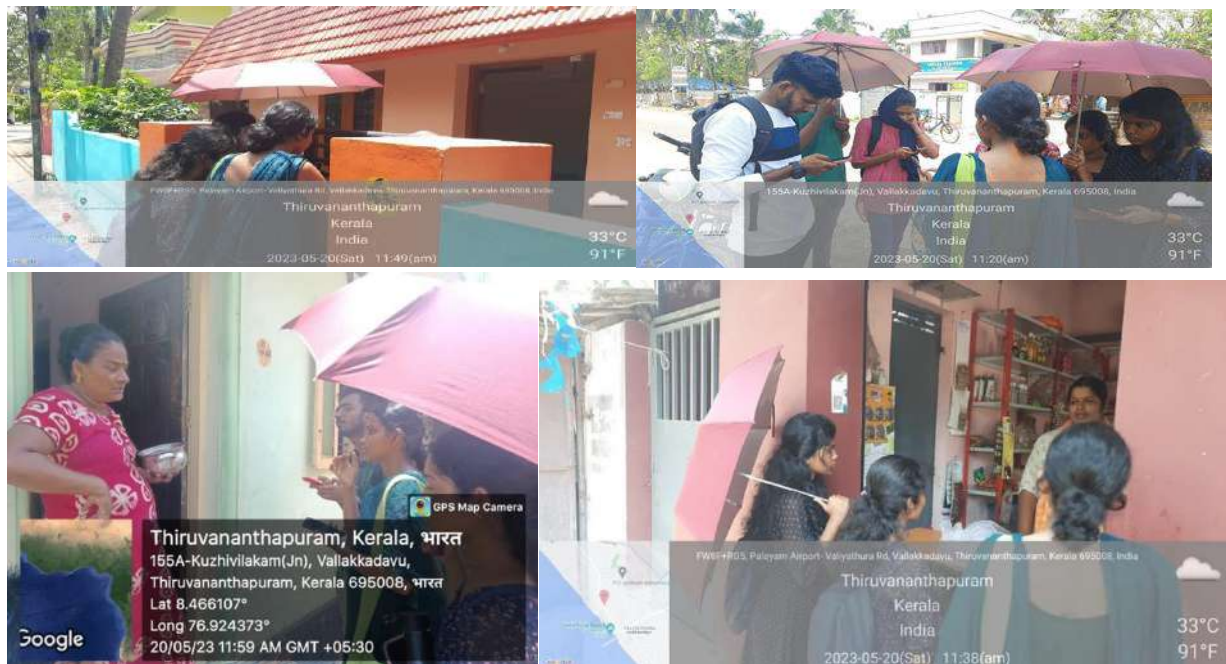 Palayam Airport-Valiyathura Rd, Vallakkadavu, Thiruvananthapuram, Kerala 695008, India
Thiruvananthapuram
Kerala
India
2023-05-20(Sat) 11:49(am)
33°C
91°F
155A-Kuzhivilakam(Jn), Vallakkadavu, Thiruvananthapuram, Kerala 695008, India
Thiruvananthapuram
Kerala
India
2023-05-20(Sat) 11:20(am)
33°C
91°F
GPS Map Camera
Thiruvananthapuram, Kerala, भारत
155A-Kuzhivilakam(Jn), Vallakkadavu,
Thiruvananthapuram, Kerala 695008, भारत
Lat 8.466107°
Long 76.924373°
20/05/23 11:59 AM GMT +05:30
Google
Palayam Airport-Valiyathura Rd, Vallakkadavu, Thiruvananthapuram, Kerala 695008, India
Thiruvananthapuram
Kerala
India
2023-05-20(Sat) 11:38(am)
33°C
91°F